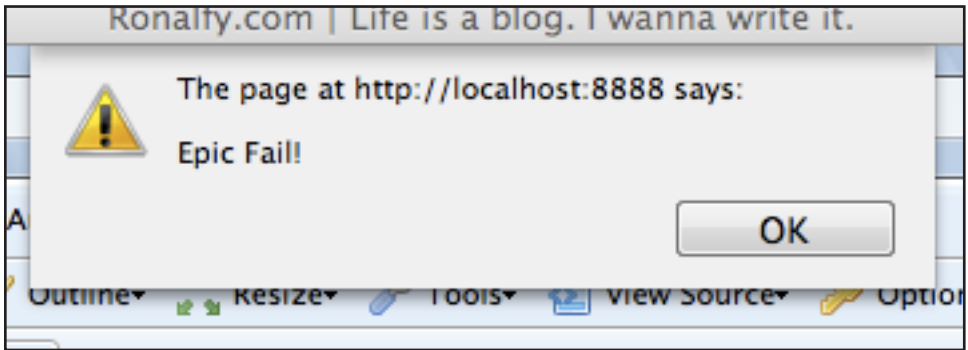 Ronalfy.com | Life is a blog. I wanna write it.
The page at http://localhost:8888 says:
Epic Fail!
OK
Outline Resize Tools View Source Option